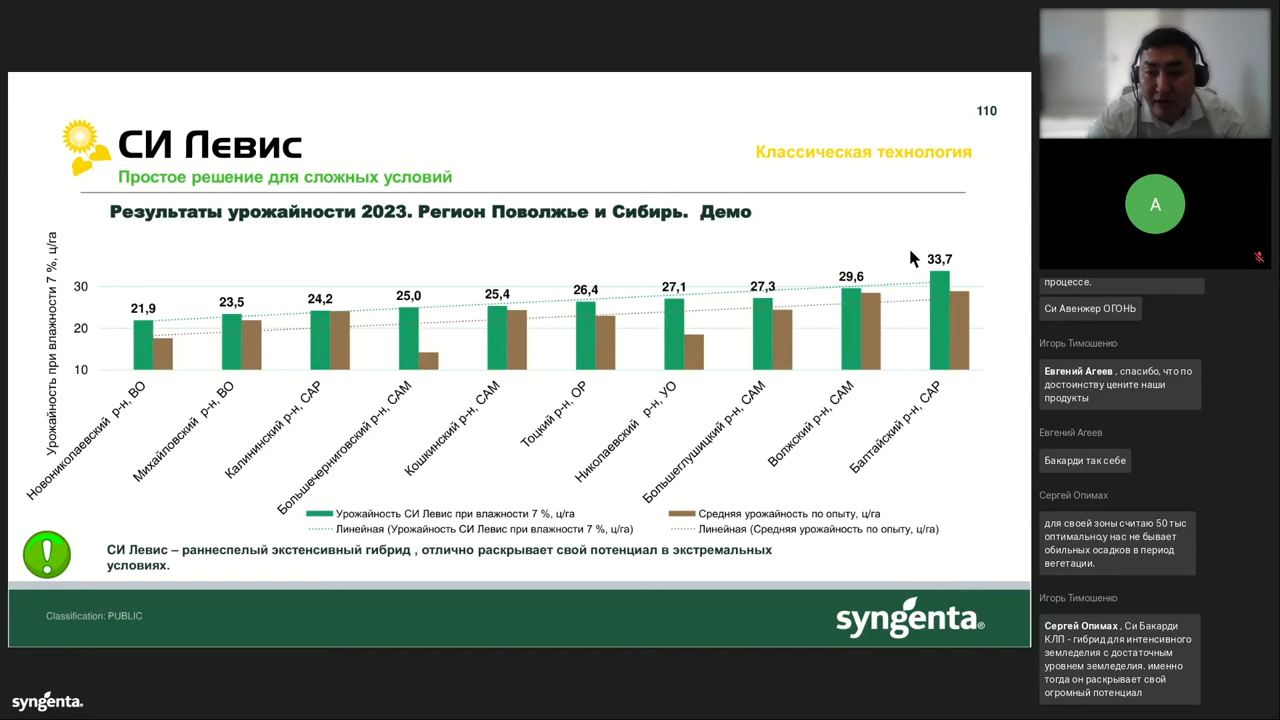 110
СИ Левис
Простое решение для сложных условий
Классическая технология
Результаты урожайности 2023. Регион Поволжье и Сибирь. Демо
Урожайность при влажности 7 %, ц/га
30
20
10
21,9
23,5
24,2
25,0
25,4
26,4
27,1
27,3
29,6
33,7
Новониколаевский р-н, ВО
Михайловский р-н, ВО
Калининский р-н, САР
Большечерниговский р-н, САМ
Кошкинский р-н, САМ
Тоцкий р-н, ОР
Николаевский р-н, УО
Большеглушицкий р-н, САМ
Волжский р-н, САМ
Балтайский р-н, САР
Урожайность СИ Левис при влажности 7 %, ц/га
Средняя урожайность по опыту, ц/га
Линейная (Урожайность СИ Левис при влажности 7 %, ц/га)
Линейная (Средняя урожайность по опыту, ц/га)
СИ Левис – раннеспелый экстенсивный гибрид , отлично раскрывает свой потенциал в экстремальных
условиях.
Classification: PUBLIC
syngenta®
syngenta.
А
процессе.
Си Авенжер ОГОНЬ
Игорь Тимошенко
Евгений Агеев , спасибо, что по
достоинству цените наши
продукты
Евгений Агеев
Бакарди так себе
Сергей Опимах
для своей зоны считаю 50 тыс
оптимально,у нас не бывает
обильных осадков в период
вегетации.
Игорь Тимошенко
Сергей Опимах , Си Бакарди
КЛП - гибрид для интенсивного
земледелия с достаточным
уровнем земледелия. именно
тогда он раскрывает свой
огромный потенциал